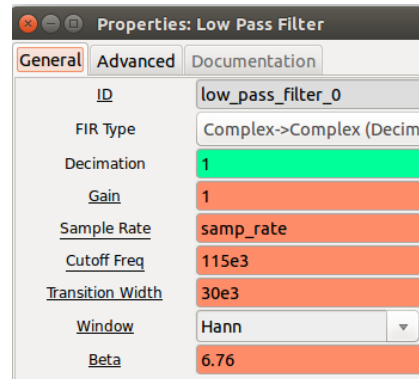 Properties: Low Pass Filter
General Advanced Documentation
ID low_pass_filter_0
FIR Type Complex->Complex (Decim
Decimation 1
Gain 1
Sample Rate samp_rate
Cutoff Freq 115e3
Transition Width 30e3
Window Hann
Beta 6.76